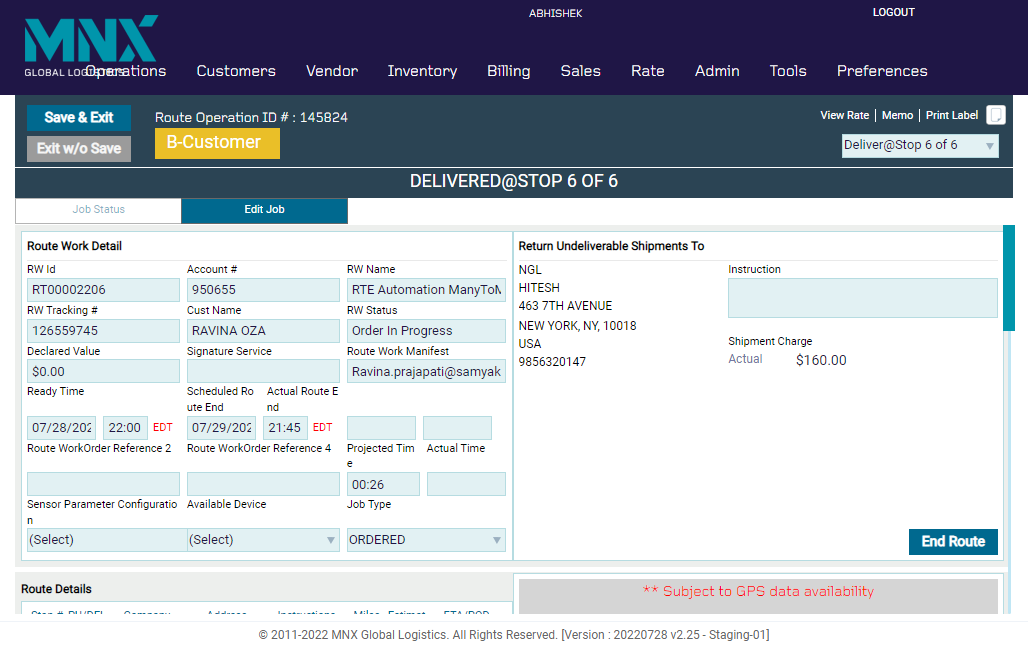 MNX
GLOBAL LOGISTICS
ABHISHEK
LOGOUT
Operations Customers Vendor Inventory Billing Sales Rate Admin Tools Preferences
Save & Exit
Exit w/o Save
Route Operation ID # : 145824
B-Customer
View Rate | Memo | Print Label
Deliver@Stop 6 of 6
DELIVERED@STOP 6 OF 6
Job Status Edit Job
Route Work Detail
RW Id Account # RW Name
RT00002206 950655 RTE Automation ManyToM
RW Tracking # Cust Name RW Status
126559745 RAVINA OZA Order In Progress
Declared Value Signature Service Route Work Manifest
$0.00 Ravina.prajapati@samyak
Ready Time Scheduled Ro Actual Route E
ute End nd
07/28/202 22:00 EDT 07/29/202 21:45 EDT
Route WorkOrder Reference 2 Route WorkOrder Reference 4 Projected Tim Actual Time
e
00:26
Sensor Parameter Configuratio Available Device Job Type
n
(Select) (Select) ORDERED
Return Undeliverable Shipments To
NGL
HITESH
463 7TH AVENUE
NEW YORK, NY, 10018
USA
9856320147
Instruction
Shipment Charge
Actual $160.00
End Route
Route Details
Stop # PU/DEL Company Address Instructions Miles Estimat ETA/POD
** Subject to GPS data availability
© 2011-2022 MNX Global Logistics. All Rights Reserved. [Version : 20220728 v2.25 - Staging-01]